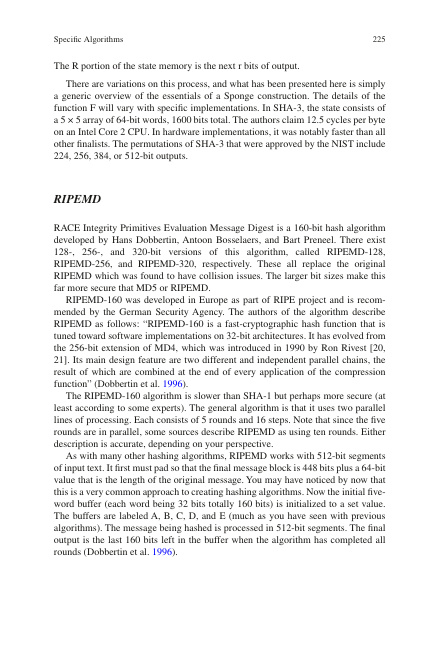 Specific Algorithms 225
The R portion of the state memory is the next r bits of output.
There are variations on this process, and what has been presented here is simply
a generic overview of the essentials of a Sponge construction. The details of the
function F will vary with specific implementations. In SHA-3, the state consists of
a 5 × 5 array of 64-bit words, 1600 bits total. The authors claim 12.5 cycles per byte
on an Intel Core 2 CPU. In hardware implementations, it was notably faster than all
other finalists. The permutations of SHA-3 that were approved by the NIST include
224, 256, 384, or 512-bit outputs.
RIPEMD
RACE Integrity Primitives Evaluation Message Digest is a 160-bit hash algorithm
developed by Hans Dobbertin, Antoon Bosselaers, and Bart Preneel. There exist
128-, 256-, and 320-bit versions of this algorithm, called RIPEMD-128,
RIPEMD-256, and RIPEMD-320, respectively. These all replace the original
RIPEMD which was found to have collision issues. The larger bit sizes make this
far more secure that MD5 or RIPEMD.
RIPEMD-160 was developed in Europe as part of RIPE project and is recom-
mended by the German Security Agency. The authors of the algorithm describe
RIPEMD as follows: “RIPEMD-160 is a fast-cryptographic hash function that is
tuned toward software implementations on 32-bit architectures. It has evolved from
the 256-bit extension of MD4, which was introduced in 1990 by Ron Rivest [20,
21]. Its main design feature are two different and independent parallel chains, the
result of which are combined at the end of every application of the compression
function” (Dobbertin et al. 1996).
The RIPEMD-160 algorithm is slower than SHA-1 but perhaps more secure (at
least according to some experts). The general algorithm is that it uses two parallel
lines of processing. Each consists of 5 rounds and 16 steps. Note that since the five
rounds are in parallel, some sources describe RIPEMD as using ten rounds. Either
description is accurate, depending on your perspective.
As with many other hashing algorithms, RIPEMD works with 512-bit segments
of input text. It first must pad so that the final message block is 448 bits plus a 64-bit
value that is the length of the original message. You may have noticed by now that
this is a very common approach to creating hashing algorithms. Now the initial five-
word buffer (each word being 32 bits totally 160 bits) is initialized to a set value.
The buffers are labeled A, B, C, D, and E (much as you have seen with previous
algorithms). The message being hashed is processed in 512-bit segments. The final
output is the last 160 bits left in the buffer when the algorithm has completed all
rounds (Dobbertin et al. 1996).